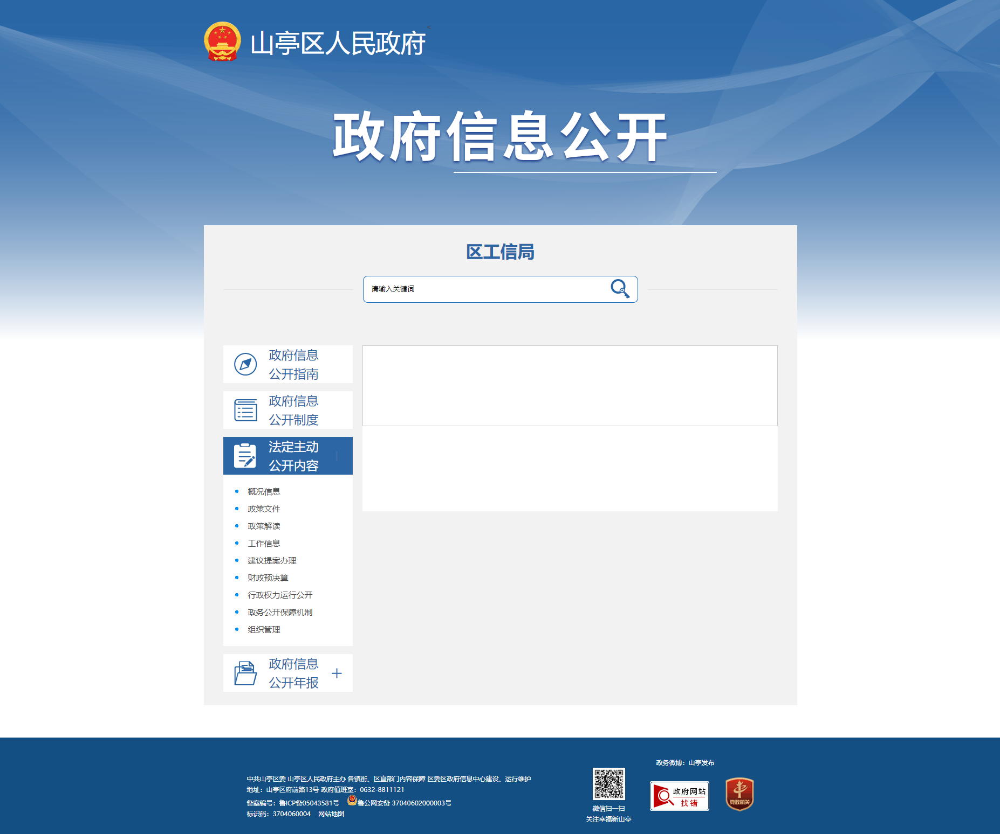 山亭区人民政府
<
政府信息公开
区工信局
请输入关键词
政府信息
公开指南
政府信息
公开制度
法定主动
公开内容
概况信息
政策文件
政策解读
工作信息
建议提案办理
财政预决算
行政权力运行公开
政务公开保障机制
组织管理
政府信息
公开年报
中共山亭区委 山亭区人民政府主办 各镇街、区直部门内容保障 区委区政府信息中心建设、运行维护
地址：山亭区府前路13号 政府值班室：0632-8811121
备案编号：鲁ICP备05043581号 鲁公网安备 37040602000003号
标识码：3704060004 网站地图
微信扫一扫
关注幸福新山亭
政务微博：山亭发布
政府网站
找错
党政机关